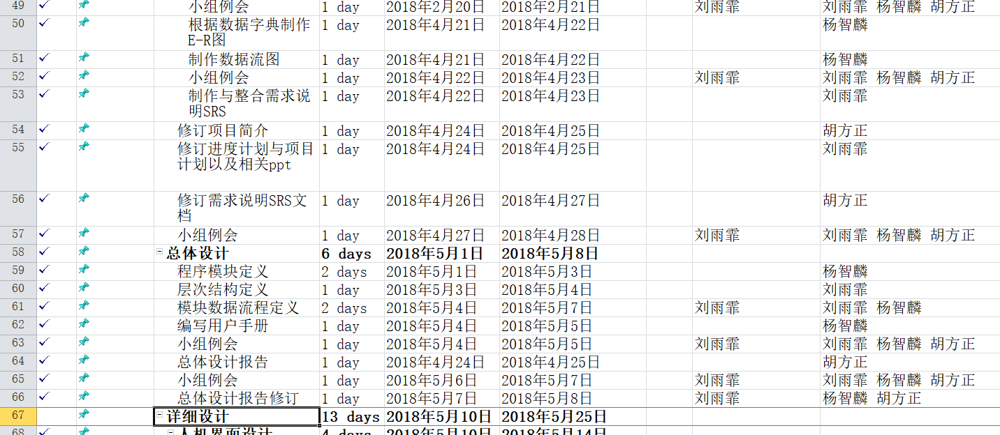 49 小组例会 1 day 2018年2月20日 2018年2月21日 刘雨霏 刘雨霏 杨智麟 胡方正
50 根据数据字典制作 1 day 2018年4月21日 2018年4月22日 杨智麟
E-R图
51 制作数据流图 1 day 2018年4月21日 2018年4月22日 杨智麟
52 小组例会 1 day 2018年4月22日 2018年4月23日 刘雨霏 刘雨霏 杨智麟 胡方正
53 制作与整合需求说 1 day 2018年4月22日 2018年4月23日 刘雨霏
明SRS
54 修订项目简介 1 day 2018年4月24日 2018年4月25日 胡方正
55 修订进度计划与项目 1 day 2018年4月24日 2018年4月25日 刘雨霏
计划以及相关ppt
56 修订需求说明SRS文 1 day 2018年4月26日 2018年4月27日 胡方正
档
57 小组例会 1 day 2018年4月27日 2018年4月28日 刘雨霏 刘雨霏 杨智麟 胡方正
58 总体设计 6 days 2018年5月1日 2018年5月8日
59 程序模块定义 2 days 2018年5月1日 2018年5月3日 杨智麟
60 层次结构定义 1 day 2018年5月3日 2018年5月4日 刘雨霏
61 模块数据流程定义 2 days 2018年5月4日 2018年5月7日 刘雨霏 刘雨霏 杨智麟
62 编写用户手册 1 day 2018年5月4日 2018年5月5日 杨智麟
63 小组例会 1 day 2018年5月4日 2018年5月5日 刘雨霏 刘雨霏 杨智麟 胡方正
64 总体设计报告 1 day 2018年4月24日 2018年4月25日 胡方正
65 小组例会 1 day 2018年5月6日 2018年5月7日 刘雨霏 刘雨霏 杨智麟 胡方正
66 总体设计报告修订 1 day 2018年5月7日 2018年5月8日 刘雨霏 杨智麟 胡方正
67 详细设计 13 days 2018年5月10日 2018年5月25日
68 人机界面设计 4 days 2018年5月10日 2018年5月14日